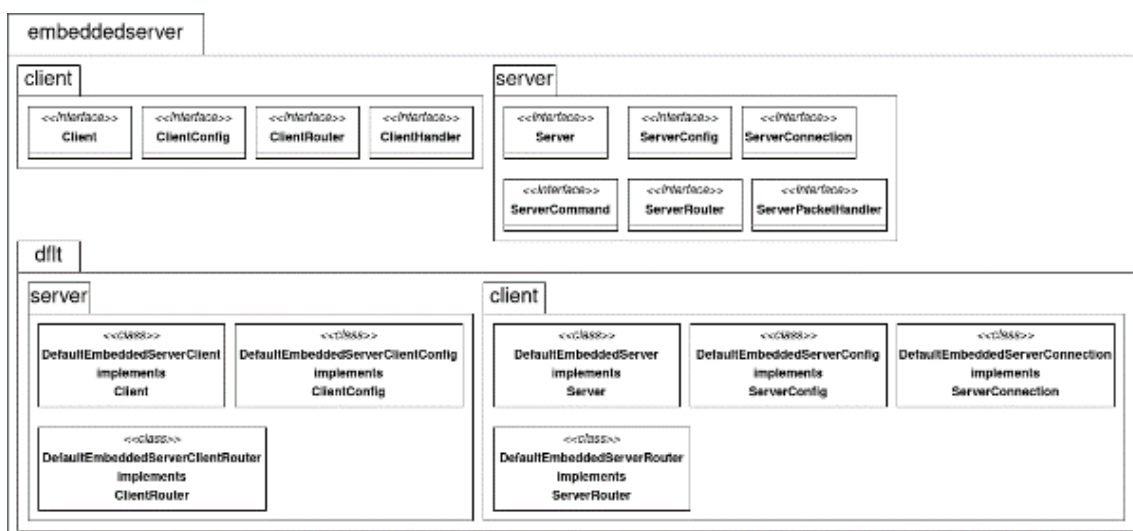 embeddedserver
client
<<Interface>>
Client
<<Interface>>
ClientConfig
<<Interface>>
ClientRouter
<<Interface>>
ClientHandler
server
<<Interface>>
Server
<<Interface>>
ServerConfig
<<Interface>>
ServerConnection
<<Interface>>
ServerCommand
<<Interface>>
ServerRouter
<<Interface>>
ServerPacketHandler
dflt
server
<<class>>
DefaultEmbeddedServerClient
implements
Client
<<class>>
DefaultEmbeddedServerClientConfig
implements
ClientConfig
<<class>>
DefaultEmbeddedServerClientRouter
implements
ClientRouter
client
<<class>>
DefaultEmbeddedServer
implements
Server
<<class>>
DefaultEmbeddedServerConfig
implements
ServerConfig
<<class>>
DefaultEmbeddedServerConnection
implements
ServerConnection
<<class>>
DefaultEmbeddedServerRouter
implements
ServerRouter